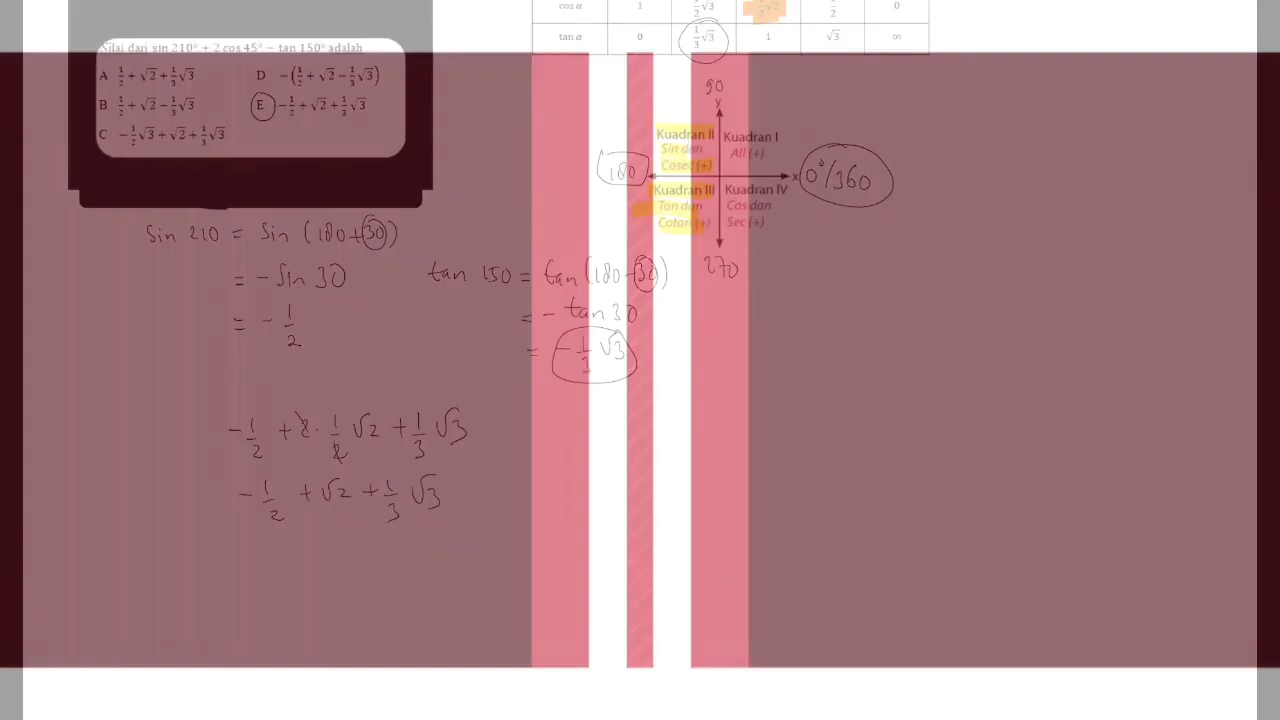 cos α 1 ½√3 ½√2 ½ 0
tan α 0 ⅓√3 1 √3 ∞
Nilai dari sin 210° + 2 cos 45° − tan 150° adalah
A ½ + √2 + ⅓√3
B ½ + √2 − ⅓√3
C −½√3 + √2 + ⅓√3
D −(½ + √2 − ⅓√3)
E −½ + √2 + ⅓√3
90
y
Kuadran II
Sin dan
Cosec (+)
Kuadran I
All (+)
180
x 0°/360
Kuadran III
Tan dan
Cotan (+)
Kuadran IV
Cos dan
Sec (+)
270
Sin 210 = Sin (180+30)
= − Sin 30
= − 1/2
tan 150 = tan (180−30)
= − tan 30
= − 1/3 √3
− 1/2 + 2 · 1/2 √2 + 1/3 √3
− 1/2 + √2 + 1/3 √3